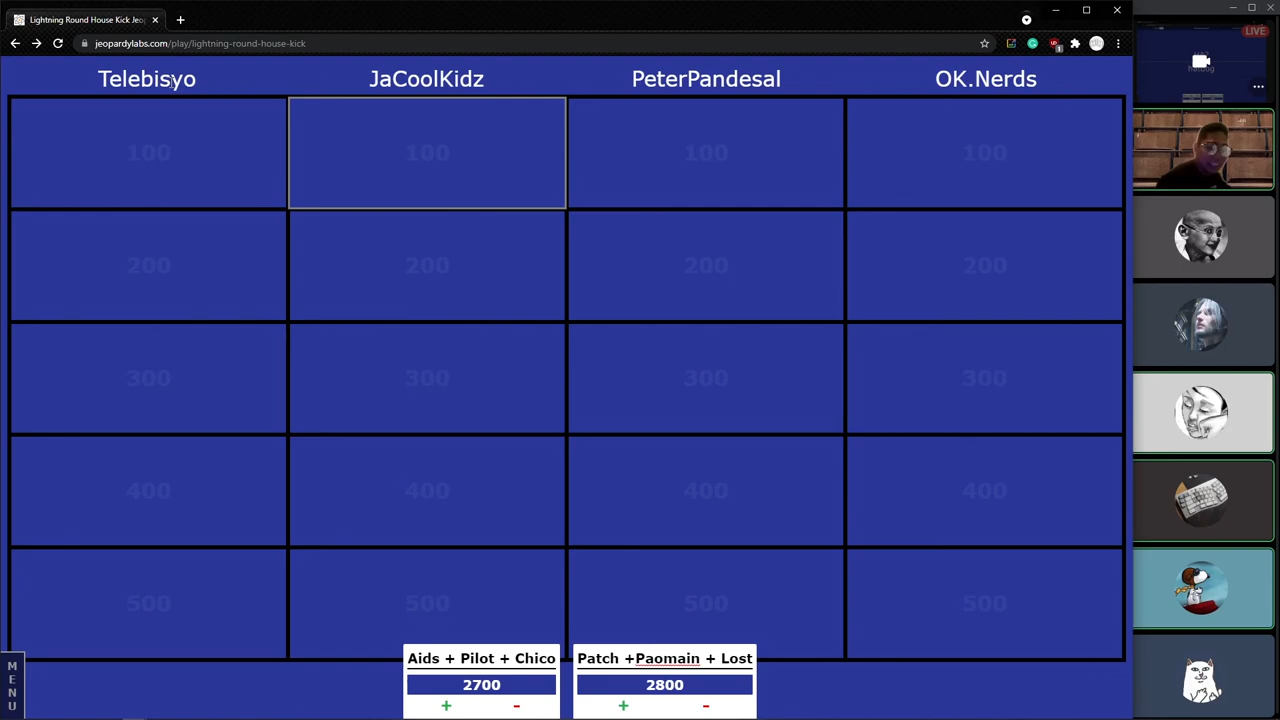 Lightning Round House Kick Jeop
jeopardylabs.com/play/lightning-round-house-kick
LIVE
Telebisyo JaCoolKidz PeterPandesal OK.Nerds
100 100 100 100
200 200 200 200
300 300 300 300
400 400 400 400
500 500 500 500
MENU
Aids + Pilot + Chico
2700
+ -
Patch +Paomain + Lost
2800
+ -